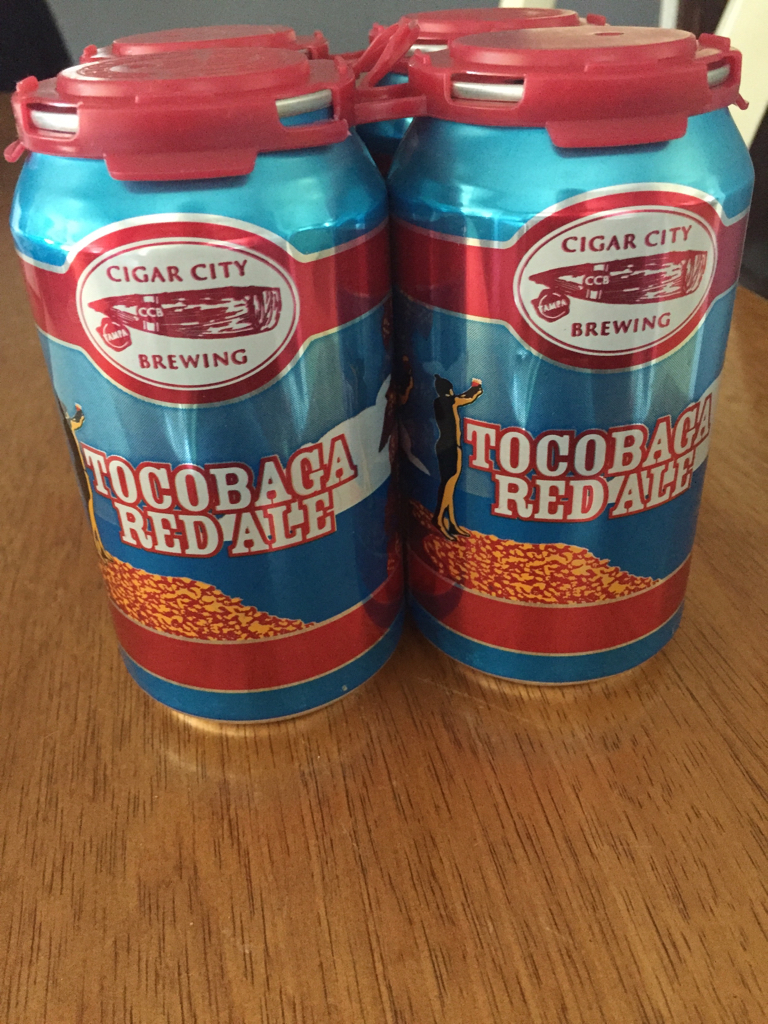 CIGAR CITY
CCB
TAMPA
BREWING
TOCOBAGA
RED ALE
CIGAR CITY
CCB
TAMPA
BREWING
TOCOBAGA
RED ALE